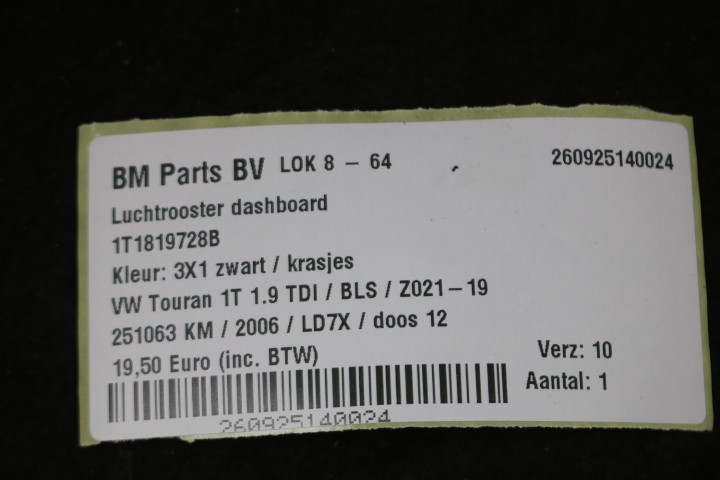 BM Parts BV LOK 8 – 64 260925140024
Luchtrooster dashboard
1T1819728B
Kleur: 3X1 zwart / krasjes
VW Touran 1T 1.9 TDI / BLS / Z021–19
251063 KM / 2006 / LD7X / doos 12
19,50 Euro (inc. BTW) Verz: 10
Aantal: 1
260925140024